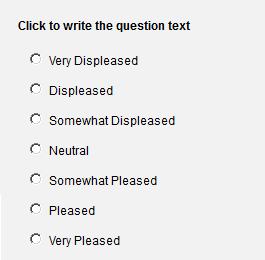 Click to write the question text
Very Displeased
Displeased
Somewhat Displeased
Neutral
Somewhat Pleased
Pleased
Very Pleased